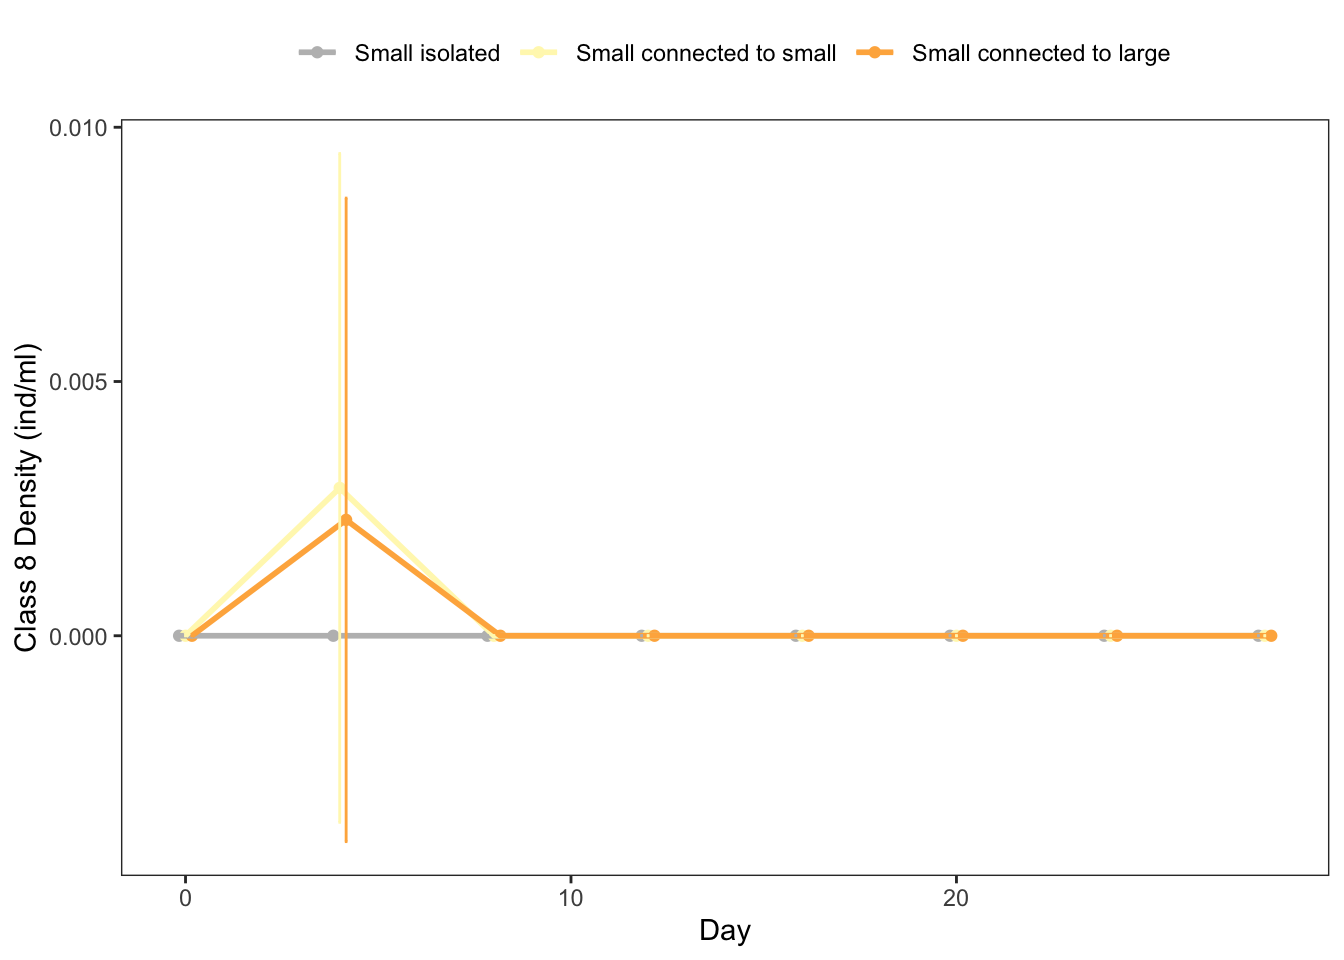 Small isolated Small connected to small Small connected to large
0.010
0.005
0.000
Class 8 Density (ind/ml)
0 10 20
Day